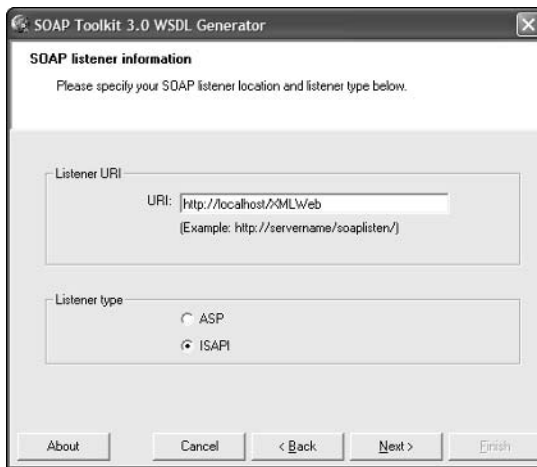 SOAP Toolkit 3.0 WSDL Generator
SOAP listener information
Please specify your SOAP listener location and listener type below.
Listener URI
URI: http://localhost/XMLWeb
(Example: http://servername/soaplisten/)
Listener type
ASP
ISAPI
About Cancel < Back Next > Finish